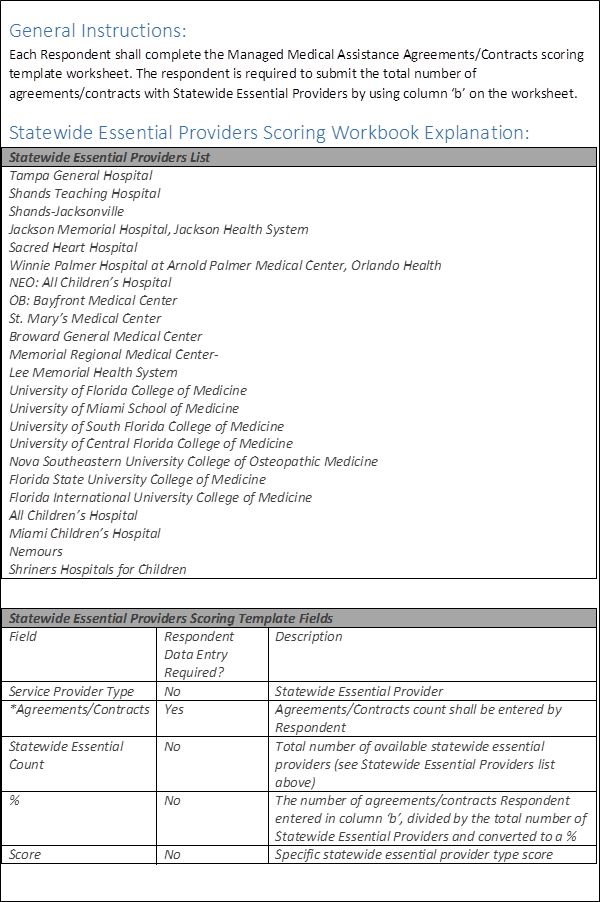 General Instructions:
Each Respondent shall complete the Managed Medical Assistance Agreements/Contracts scoring
template worksheet. The respondent is required to submit the total number of
agreements/contracts with Statewide Essential Providers by using column ‘b’ on the worksheet.
Statewide Essential Providers Scoring Workbook Explanation:
Statewide Essential Providers List
Tampa General Hospital
Shands Teaching Hospital
Shands-Jacksonville
Jackson Memorial Hospital, Jackson Health System
Sacred Heart Hospital
Winnie Palmer Hospital at Arnold Palmer Medical Center, Orlando Health
NEO: All Children’s Hospital
OB: Bayfront Medical Center
St. Mary’s Medical Center
Broward General Medical Center
Memorial Regional Medical Center-
Lee Memorial Health System
University of Florida College of Medicine
University of Miami School of Medicine
University of South Florida College of Medicine
University of Central Florida College of Medicine
Nova Southeastern University College of Osteopathic Medicine
Florida State University College of Medicine
Florida International University College of Medicine
All Children’s Hospital
Miami Children’s Hospital
Nemours
Shriners Hospitals for Children
Statewide Essential Providers Scoring Template Fields
Field
Respondent
Data Entry
Required?
Description
Service Provider Type
No
Statewide Essential Provider
*Agreements/Contracts
Yes
Agreements/Contracts count shall be entered by
Respondent
Statewide Essential
Count
No
Total number of available statewide essential
providers (see Statewide Essential Providers list
above)
%
No
The number of agreements/contracts Respondent
entered in column ‘b’, divided by the total number of
Statewide Essential Providers and converted to a %
Score
No
Specific statewide essential provider type score